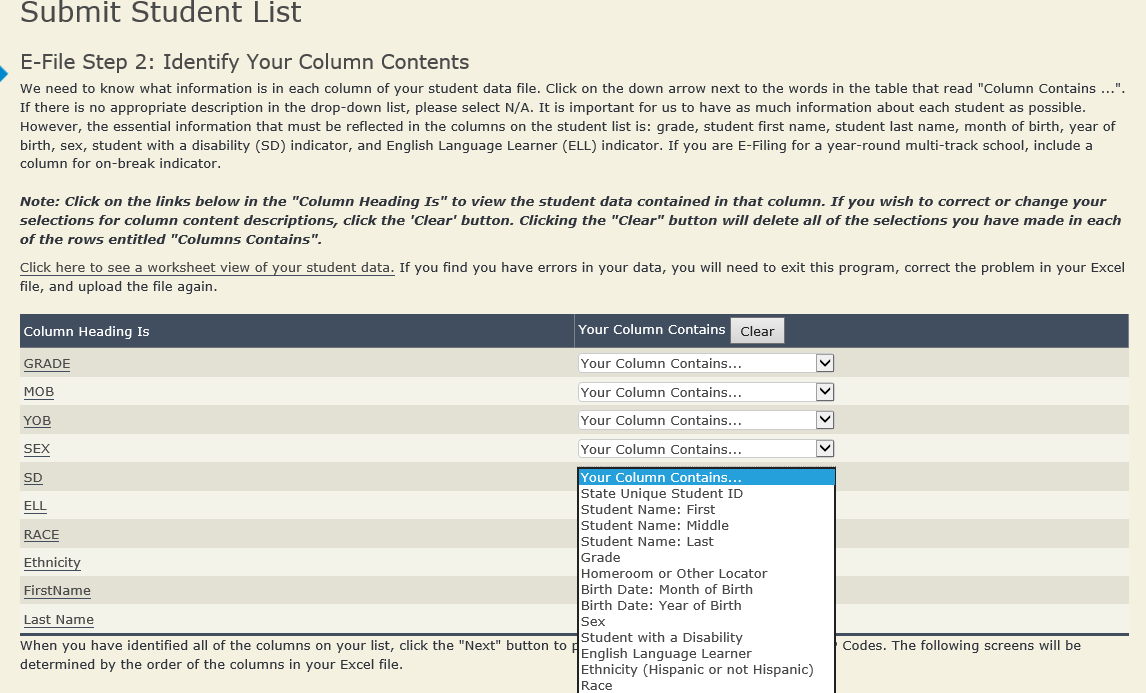 Submit Student List
E-File Step 2: Identify Your Column Contents
We need to know what information is in each column of your student data file. Click on the down arrow next to the words in the table that read "Column Contains ...".
If there is no appropriate description in the drop-down list, please select N/A. It is important for us to have as much information about each student as possible.
However, the essential information that must be reflected in the columns on the student list is: grade, student first name, student last name, month of birth, year of
birth, sex, student with a disability (SD) indicator, and English Language Learner (ELL) indicator. If you are E-Filing for a year-round multi-track school, include a
column for on-break indicator.
Note: Click on the links below in the "Column Heading Is" to view the student data contained in that column. If you wish to correct or change your
selections for column content descriptions, click the 'Clear' button. Clicking the "Clear" button will delete all of the selections you have made in each
of the rows entitled "Columns Contains".
Click here to see a worksheet view of your student data. If you find you have errors in your data, you will need to exit this program, correct the problem in your Excel
file, and upload the file again.
Column Heading Is Your Column Contains Clear
GRADE Your Column Contains...
MOB Your Column Contains...
YOB Your Column Contains...
SEX Your Column Contains...
SD Your Column Contains...
State Unique Student ID
ELL Student Name: First
Student Name: Middle
RACE Student Name: Last
Grade
Ethnicity Homeroom or Other Locator
FirstName Birth Date: Month of Birth
Birth Date: Year of Birth
Last Name Sex
Student with a Disability
When you have identified all of the columns on your list, click the "Next" button to Codes. The following screens will be
English Language Learner
determined by the order of the columns in your Excel file. Ethnicity (Hispanic or not Hispanic)
Race